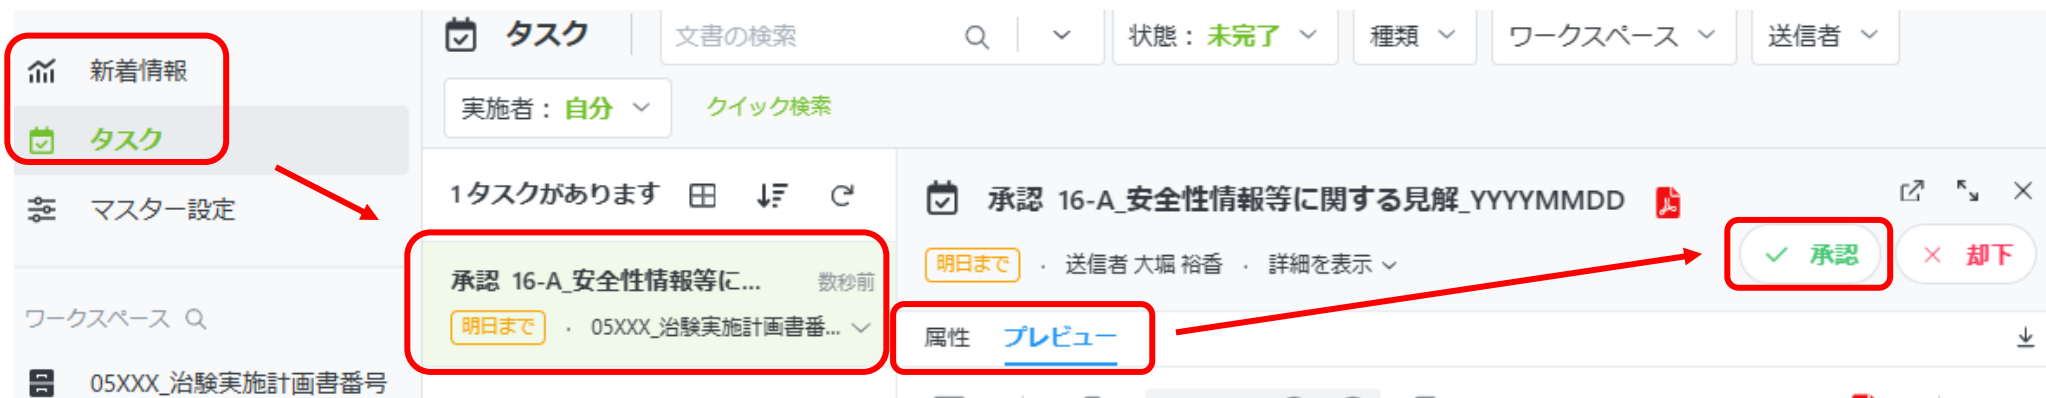 新着情報
タスク
マスター設定
ワークスペース
05XXX_治験実施計画書番号
タスク
文書の検索
状態：未完了
種類
ワークスペース
送信者
実施者：自分
クイック検索
1タスクがあります
承認 16-A_安全性情報等に...
数秒前
明日まで · 05XXX_治験実施計画書番...
承認 16-A_安全性情報等に関する見解_YYYYMMDD
明日まで · 送信者 大堀 裕香 · 詳細を表示
承認
却下
属性 プレビュー